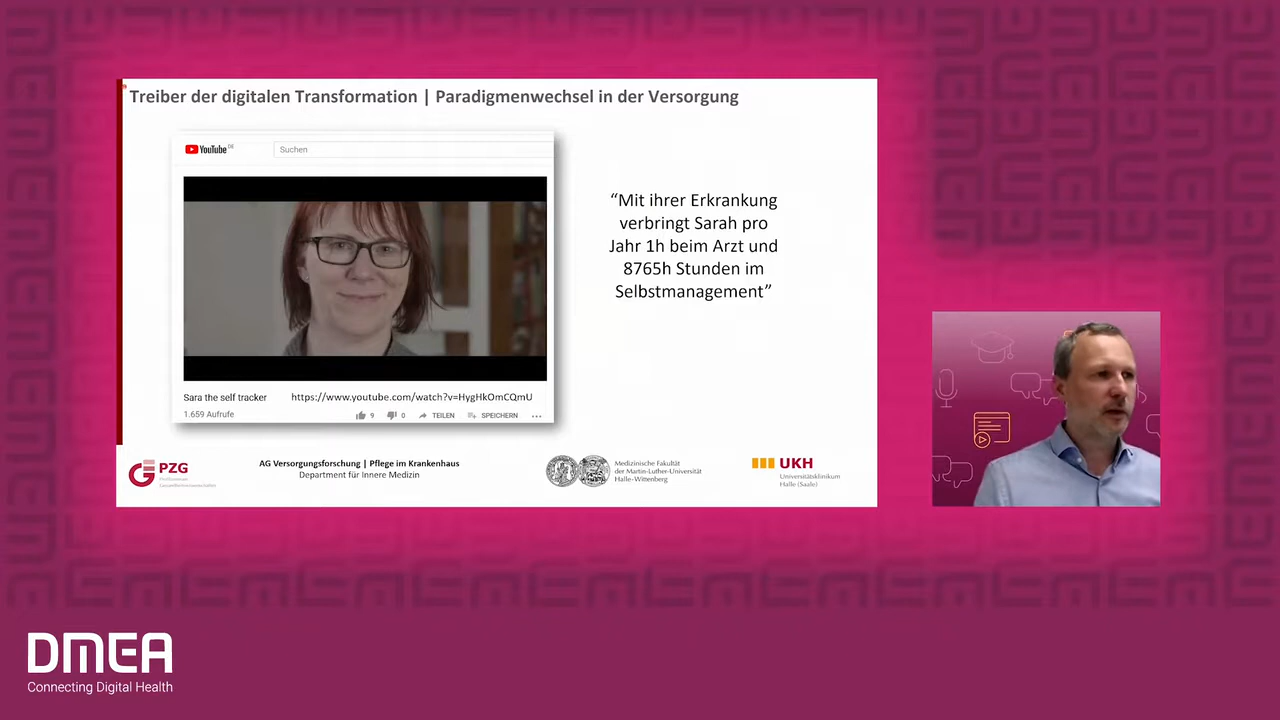 Treiber der digitalen Transformation | Paradigmenwechsel in der Versorgung
YouTube DE
Suchen
“Mit ihrer Erkrankung
verbringt Sarah pro
Jahr 1h beim Arzt und
8765h Stunden im
Selbstmanagement”
Sara the self tracker https://www.youtube.com/watch?v=HygHkOmCQmU
1.659 Aufrufe 9 0 TEILEN SPEICHERN
PZG
Profilzentrum
Gesundheitswissenschaften
AG Versorgungsforschung | Pflege im Krankenhaus
Department für Innere Medizin
Medizinische Fakultät
der Martin-Luther-Universität
Halle-Wittenberg
UKH
Universitätsklinikum
Halle (Saale)
DMEA
Connecting Digital Health